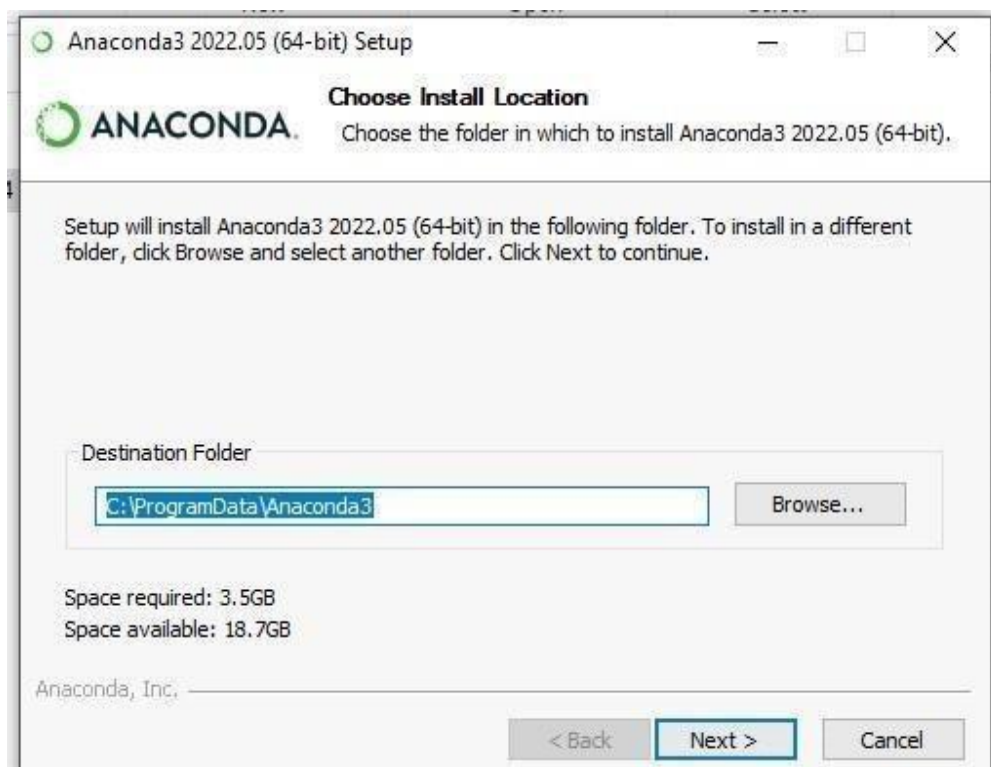 Anaconda3 2022.05 (64-bit) Setup
Choose Install Location
ANACONDA.
Choose the folder in which to install Anaconda3 2022.05 (64-bit).
Setup will install Anaconda3 2022.05 (64-bit) in the following folder. To install in a different
folder, click Browse and select another folder. Click Next to continue.
Destination Folder
C:\ProgramData\Anaconda3
Browse...
Space required: 3.5GB
Space available: 18.7GB
Anaconda, Inc.
< Back
Next >
Cancel